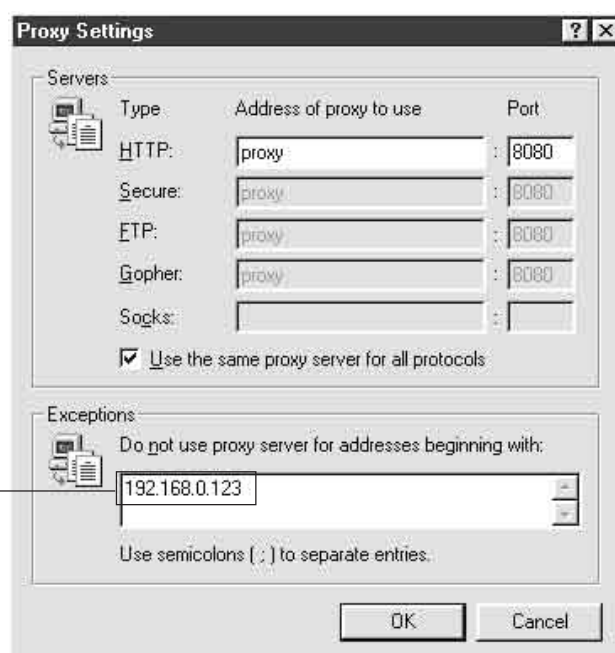 Proxy Settings
Servers
Type Address of proxy to use Port
HTTP: proxy : 8080
Secure: proxy : 8080
FTP: proxy : 8080
Gopher: proxy : 8080
Socks: :
Use the same proxy server for all protocols
Exceptions
Do not use proxy server for addresses beginning with:
192.168.0.123
Use semicolons ( ; ) to separate entries.
OK Cancel